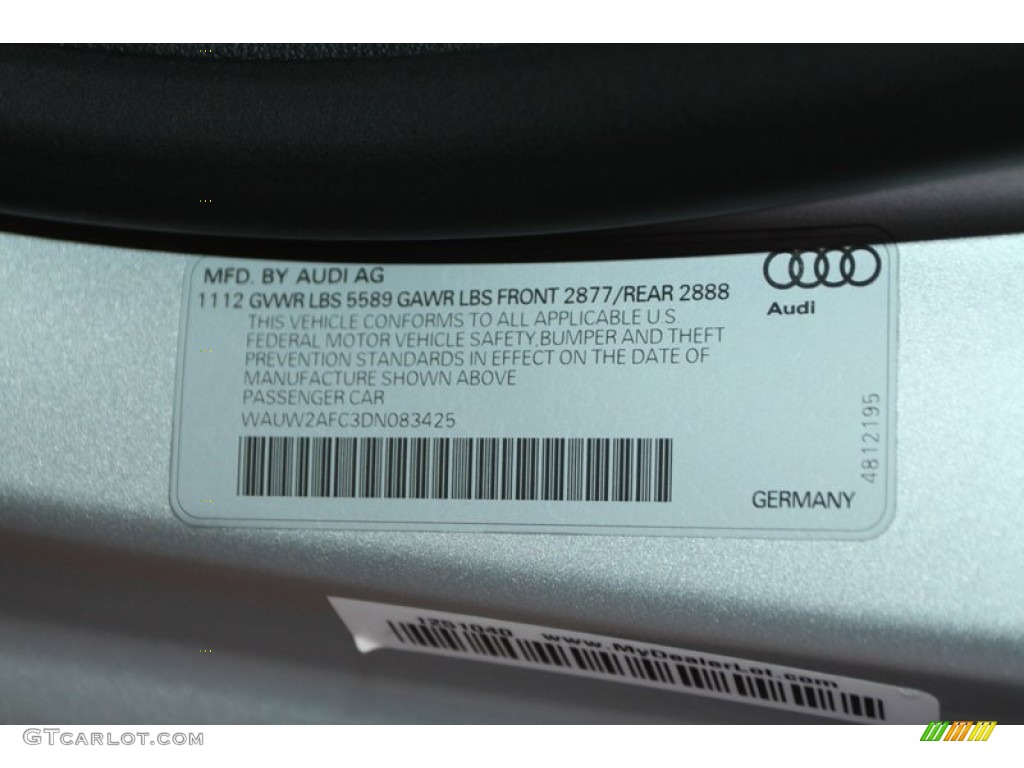 MFD. BY AUDI AG
1112 GVWR LBS 5589 GAWR LBS FRONT 2877/REAR 2888
THIS VEHICLE CONFORMS TO ALL APPLICABLE U.S.
FEDERAL MOTOR VEHICLE SAFETY,BUMPER AND THEFT
PREVENTION STANDARDS IN EFFECT ON THE DATE OF
MANUFACTURE SHOWN ABOVE
PASSENGER CAR
WAUW2AFC3DN083425
Audi
4812195
GERMANY
1261040 www.MyDealerLot.com
GTcarlot.com